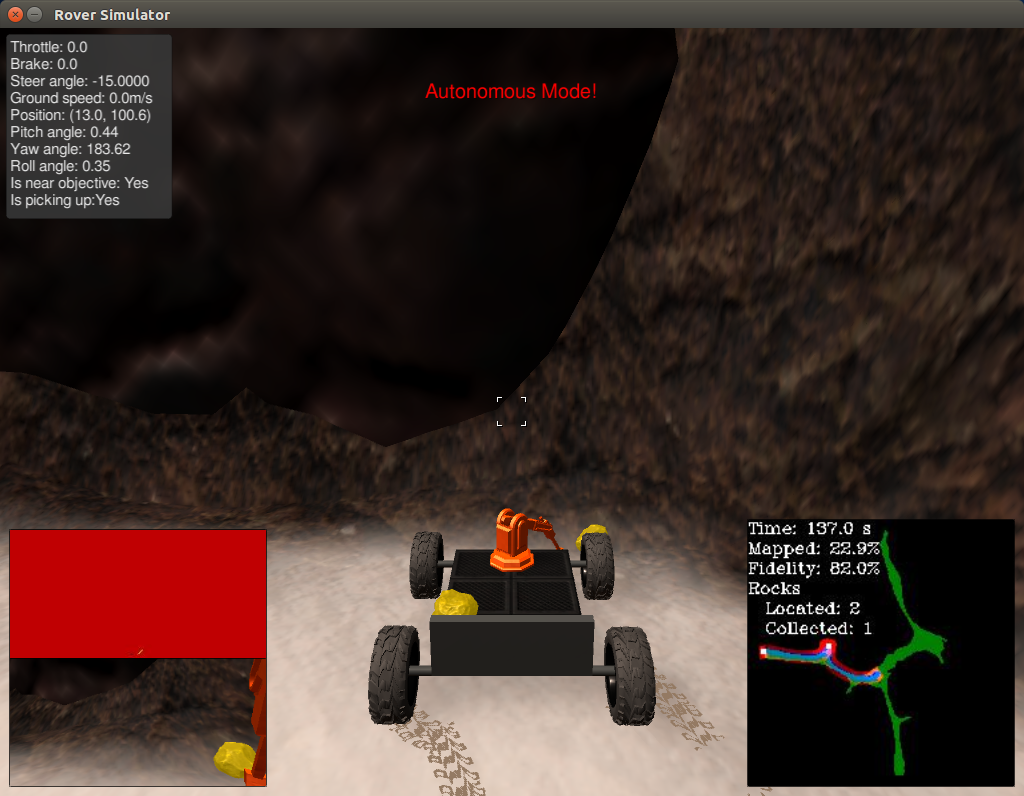 Rover Simulator
Throttle: 0.0
Brake: 0.0
Steer angle: -15.0000
Ground speed: 0.0m/s
Position: (13.0, 100.6)
Pitch angle: 0.44
Yaw angle: 183.62
Roll angle: 0.35
Is near objective: Yes
Is picking up:Yes
Autonomous Mode!
Time: 137.0 s
Mapped: 22.9%
Fidelity: 82.0%
Rocks
Located: 2
Collected: 1